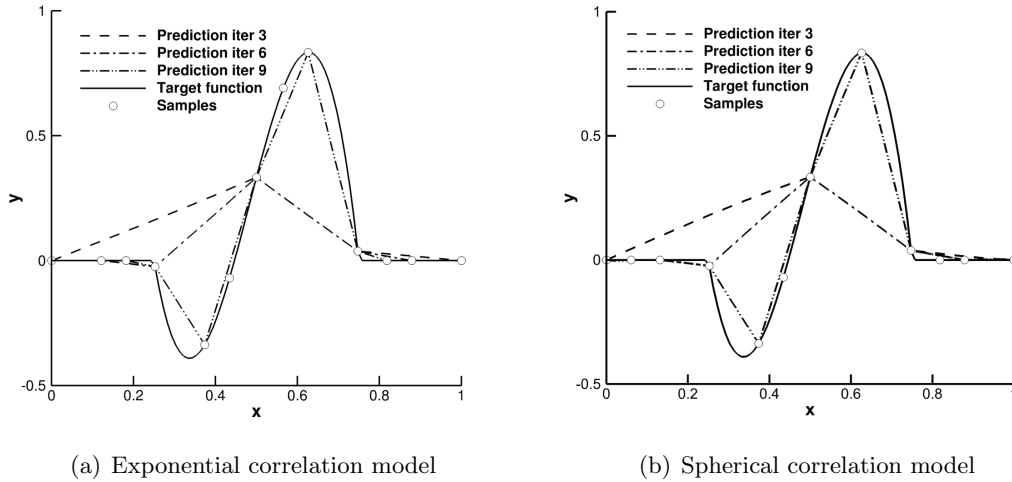 y
1
0.5
0
-0.5
Prediction iter 3
Prediction iter 6
Prediction iter 9
Target function
Samples
0 0.2 0.4 0.6 0.8 1
x
(a) Exponential correlation model
y
1
0.5
0
-0.5
Prediction iter 3
Prediction iter 6
Prediction iter 9
Target function
Samples
0 0.2 0.4 0.6 0.8 1
x
(b) Spherical correlation model